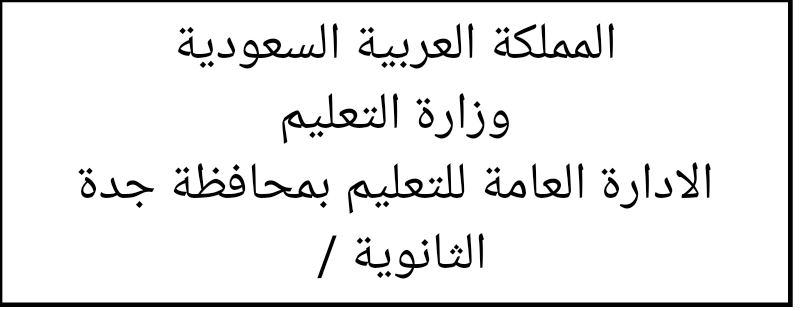 المملكة العربية السعودية
وزارة التعليم
الادارة العامة للتعليم بمحافظة جدة
الثانوية /